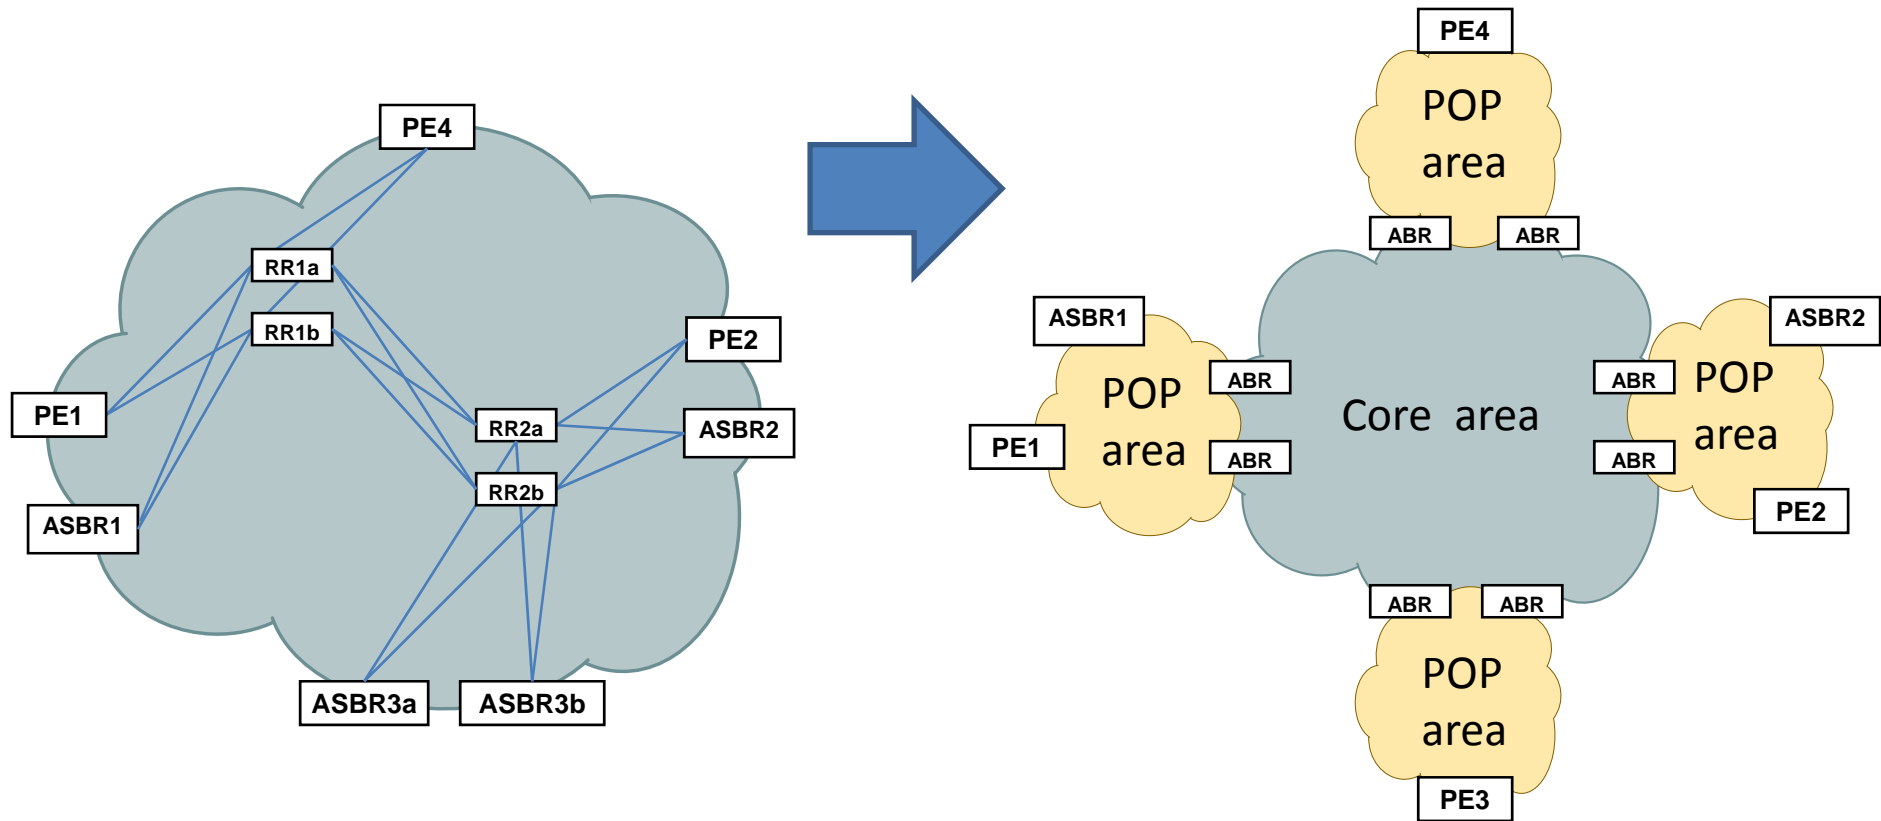 PE4
RR1a
RR1b
PE2
PE1
RR2a
ASBR2
RR2b
ASBR1
ASBR3a
ASBR3b
PE4
POP
area
ABR
ABR
ASBR1
ASBR2
ABR
ABR
POP
area
Core area
POP
area
PE1
ABR
ABR
PE2
ABR
ABR
POP
area
PE3